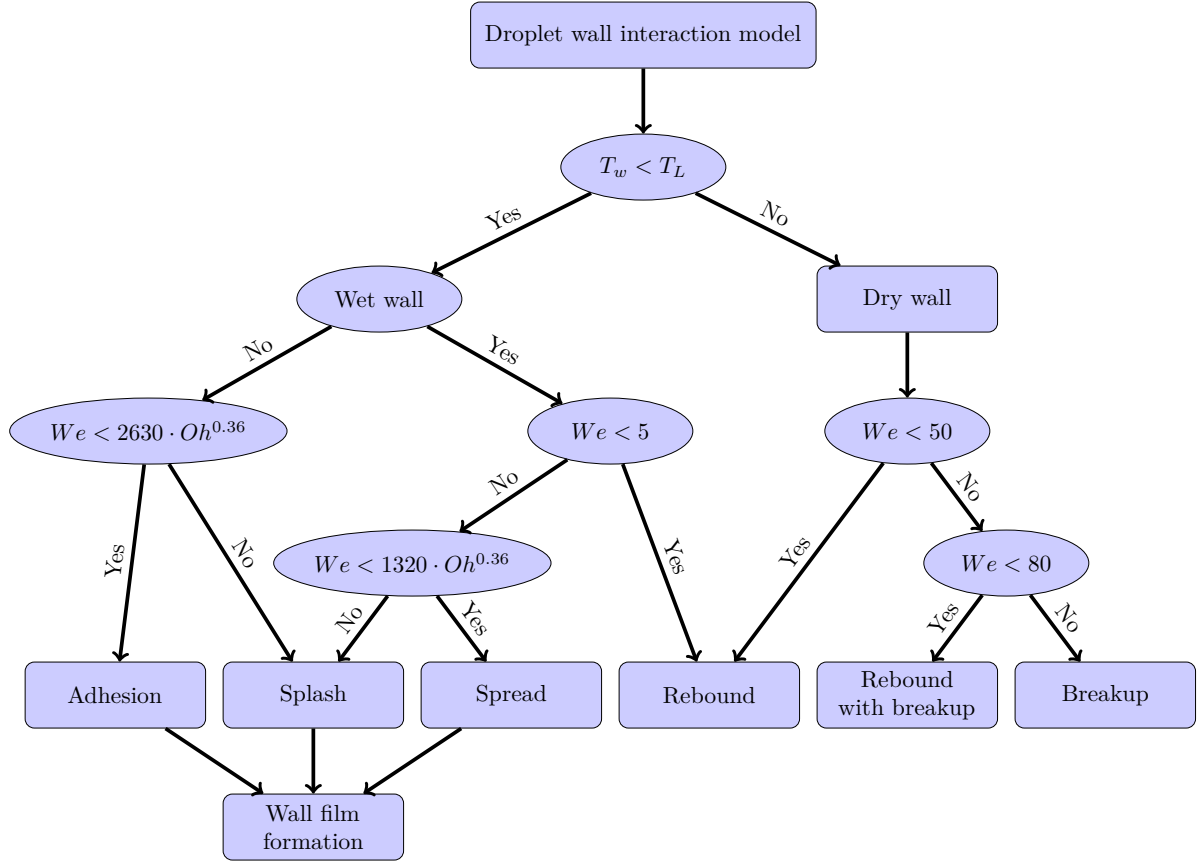 Droplet wall interaction model
T_w < T_L
Yes
No
Wet wall
Dry wall
No
Yes
We < 2630 · Oh^0.36
We < 5
We < 50
No
No
We < 1320 · Oh^0.36
We < 80
Yes
No
Yes
Yes
No
Yes
Yes
No
Adhesion
Splash
Spread
Rebound
Rebound
with breakup
Breakup
Wall film
formation